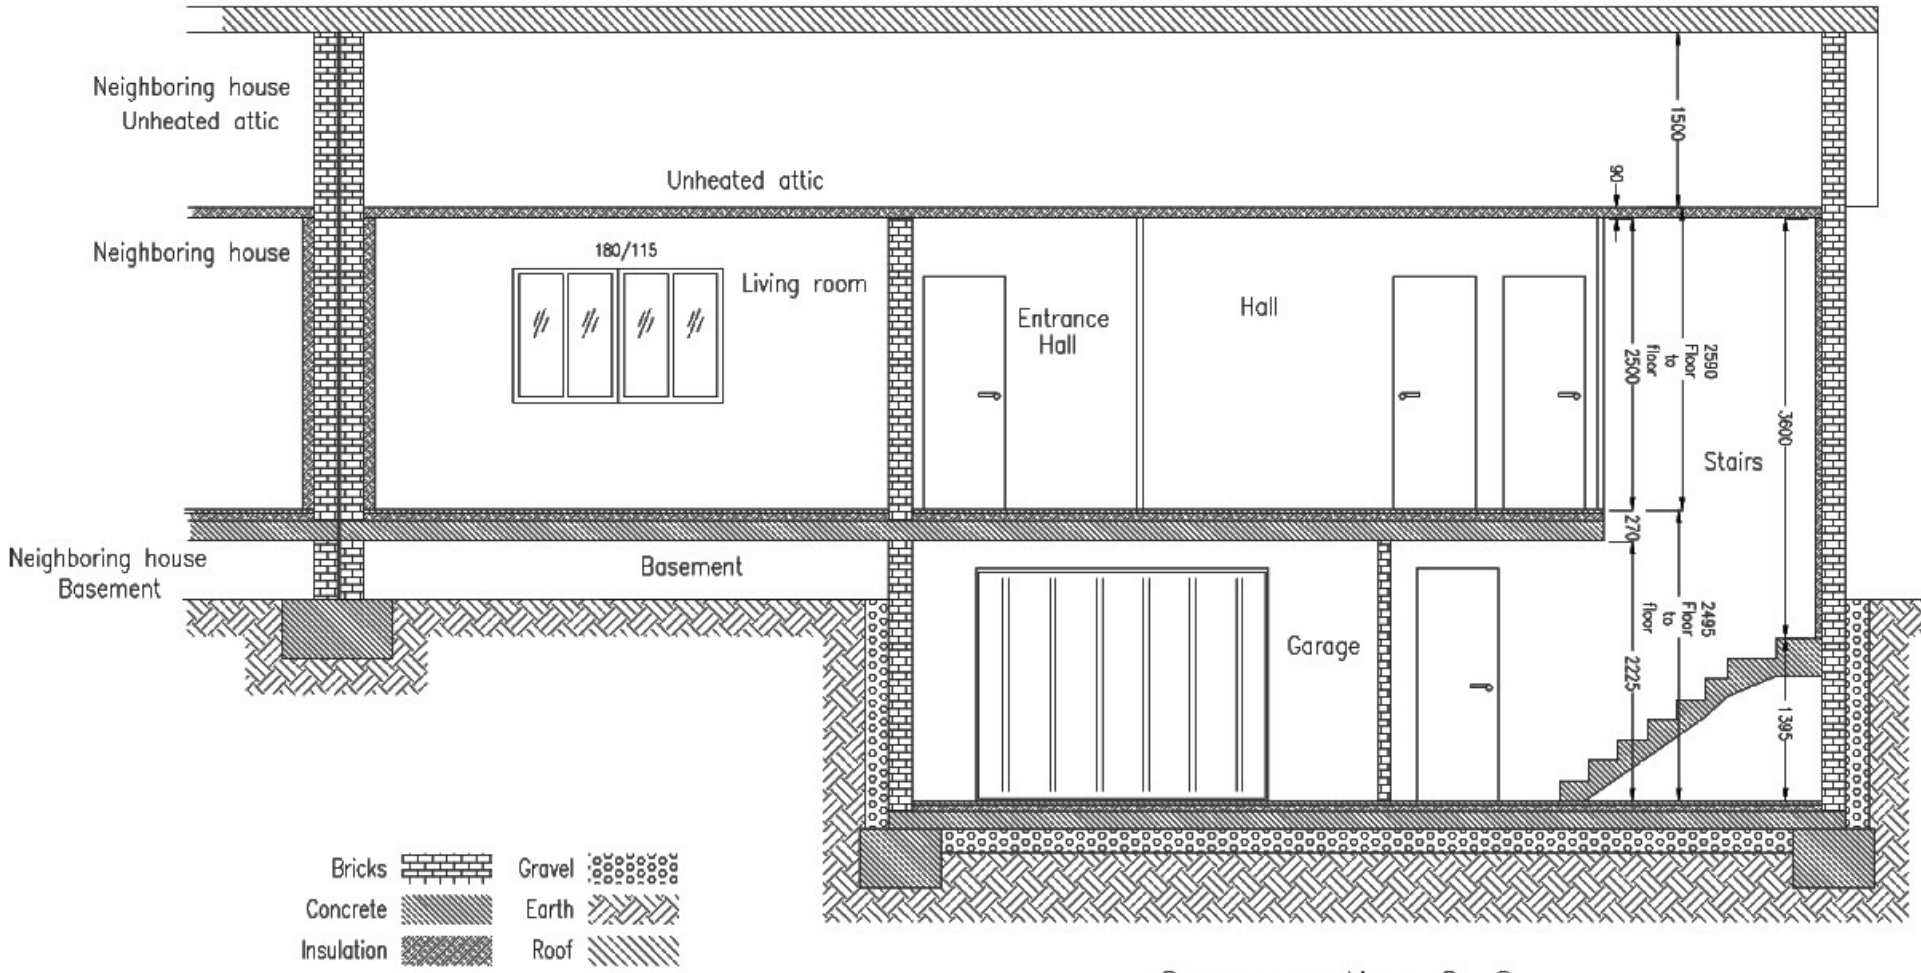 Neighboring house
Unheated attic
1500
90
Unheated attic
Neighboring house
180/115
Living room
Entrance
Hall
Hall
2500
2590
Floor
to
floor
3600
Stairs
270
Neighboring house
Basement
Basement
Garage
2225
2495
Floor
to
floor
1395
Bricks
Gravel
Concrete
Earth
Insulation
Roof